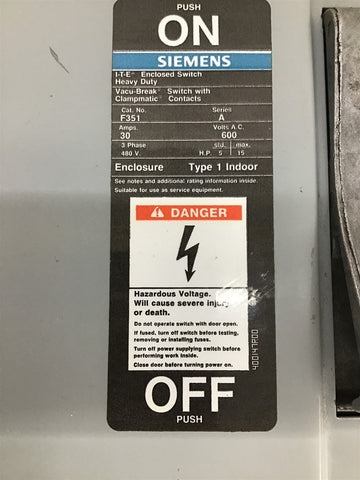 PUSH
ON
SIEMENS
I-T-E Enclosed Switch
Heavy Duty
Vacu-Break Switch with
Clampmatic Contacts
Cat. No. Series
F351 A
Amps. Volts A.C.
30 600
3 Phase std. max.
480 V. H.P. 5 15
Enclosure Type 1 Indoor
See notes and additional rating information inside.
Suitable for use as service equipment.
DANGER
Hazardous Voltage.
Will cause severe injury
or death.
Do not operate switch with door open.
If fused, turn off switch before testing,
removing or installing fuses.
Turn off power supplying switch before
performing work inside.
Close door before turning power on.
OFF
PUSH